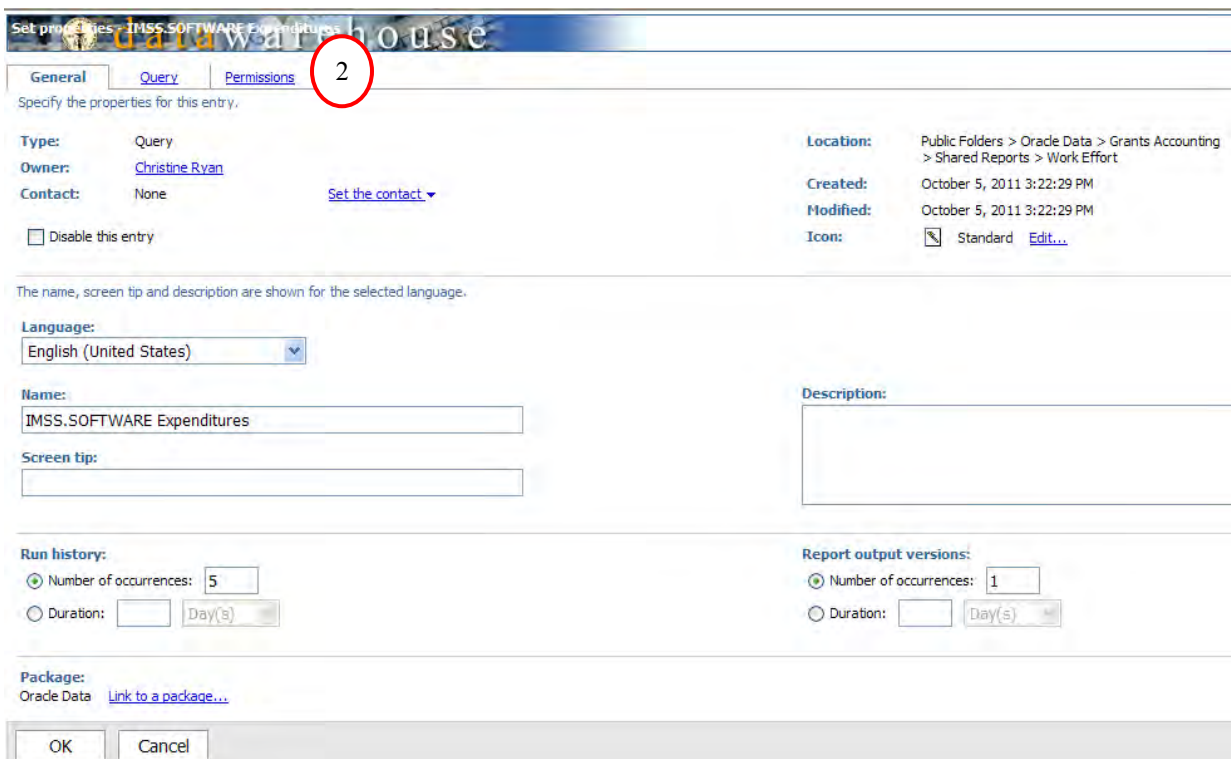 Set properties - IMSS.SOFTWARE Expenditures
datawarehouse
General Query Permissions 2
Specify the properties for this entry.
Type: Query
Owner: Christine Ryan
Contact: None Set the contact
Disable this entry
Location: Public Folders > Oracle Data > Grants Accounting
> Shared Reports > Work Effort
Created: October 5, 2011 3:22:29 PM
Modified: October 5, 2011 3:22:29 PM
Icon: Standard Edit...
The name, screen tip and description are shown for the selected language.
Language:
English (United States)
Name:
IMSS.SOFTWARE Expenditures
Screen tip:
Description:
Run history:
Number of occurrences: 5
Duration: Day(s)
Report output versions:
Number of occurrences: 1
Duration: Day(s)
Package:
Oracle Data Link to a package...
OK Cancel